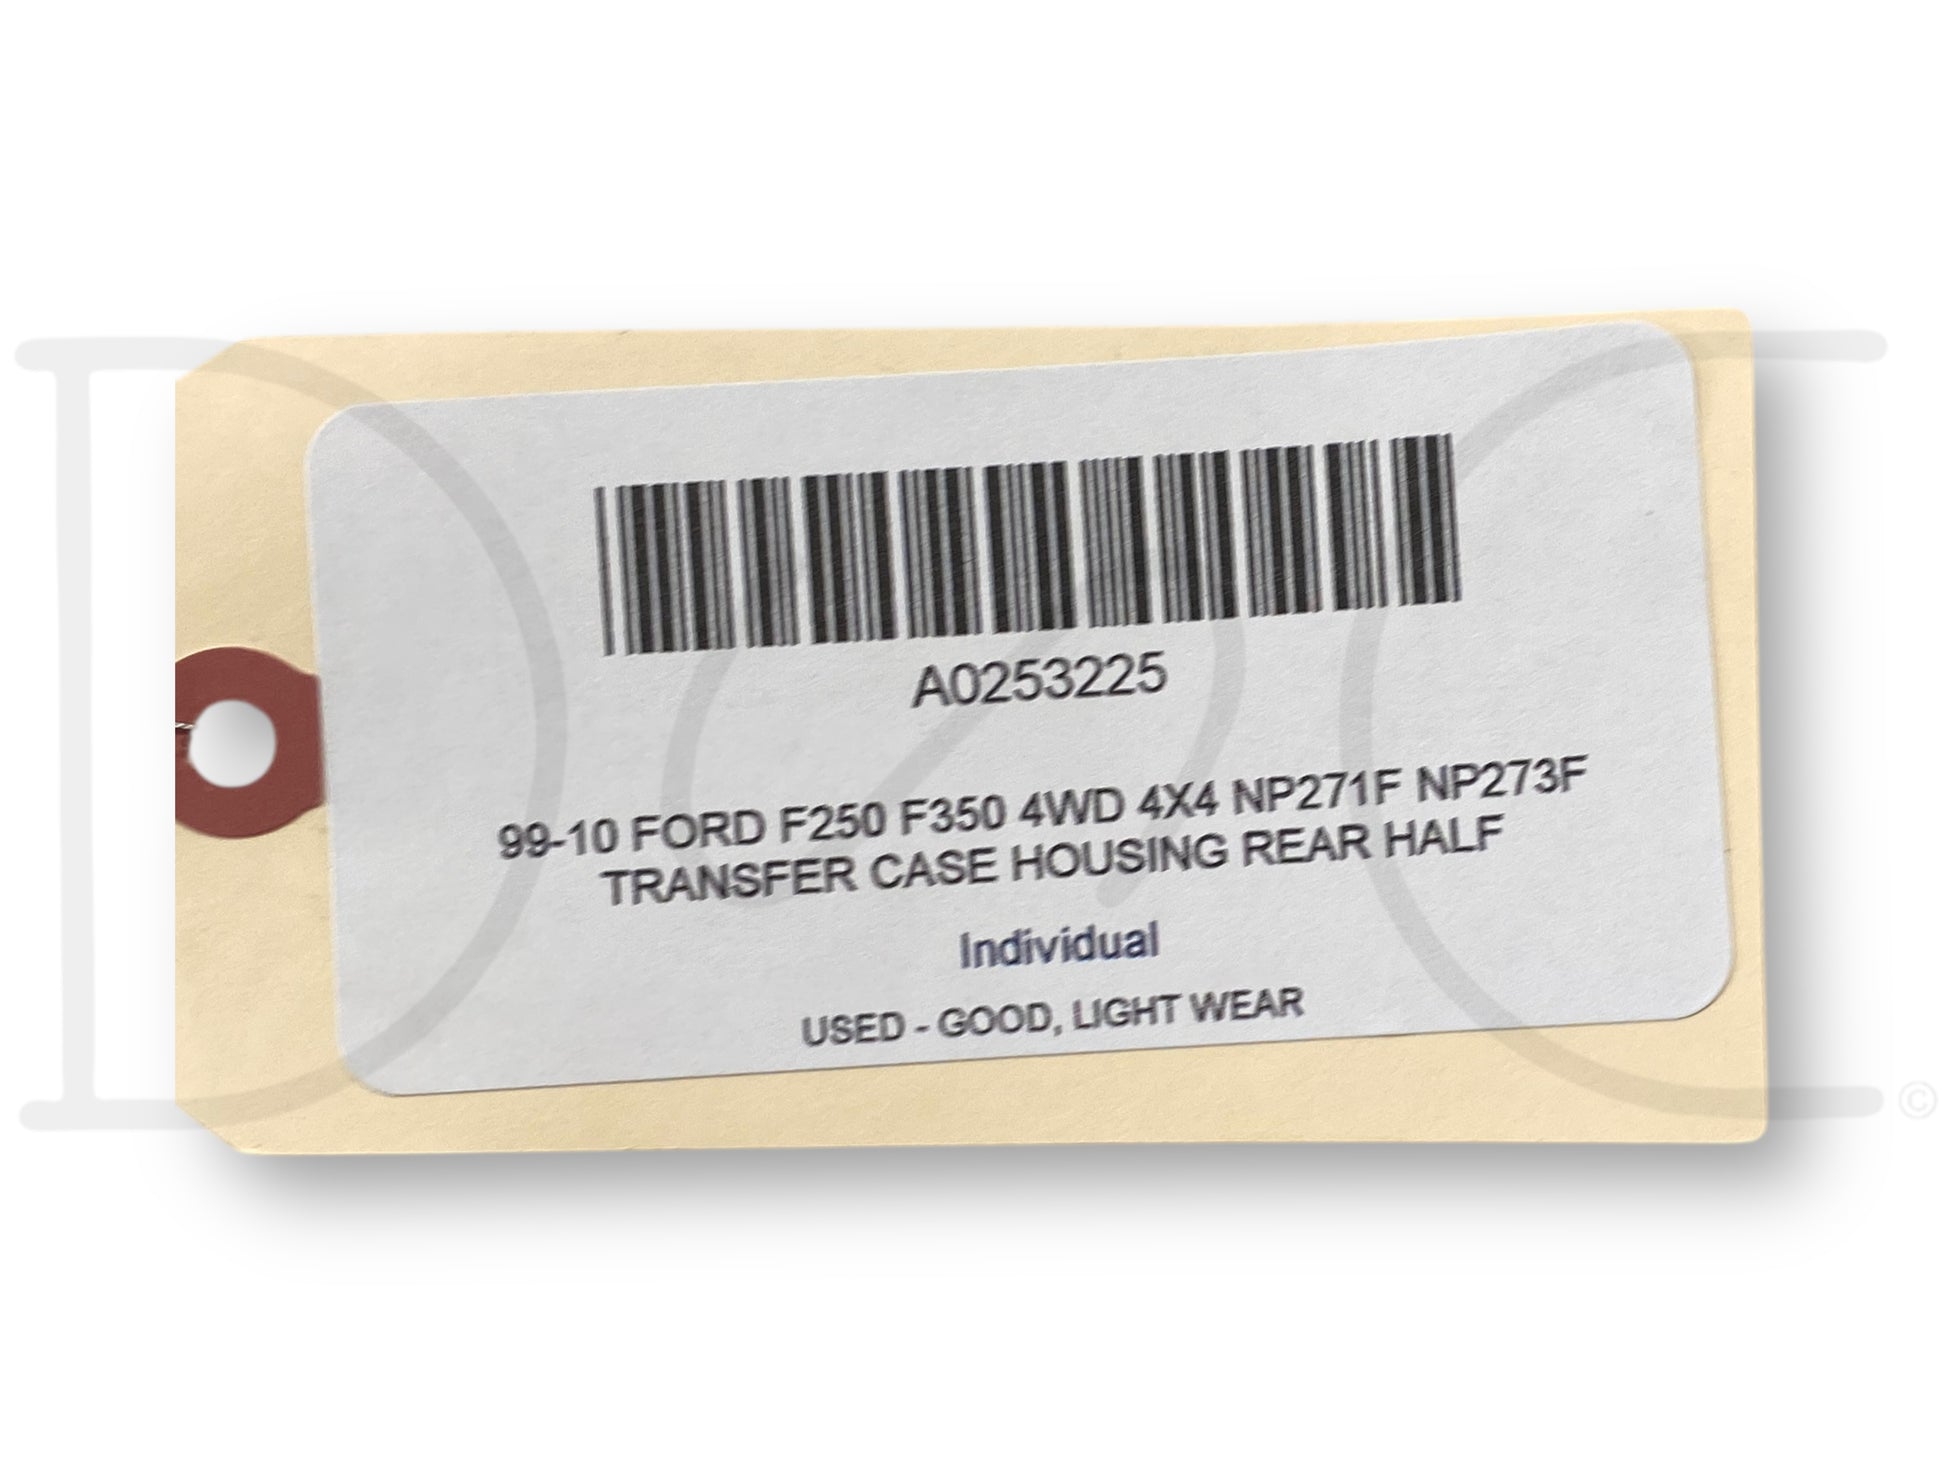 A0253225
99-10 FORD F250 F350 4WD 4X4 NP271F NP273F
TRANSFER CASE HOUSING REAR HALF
Individual
USED - GOOD, LIGHT WEAR
©